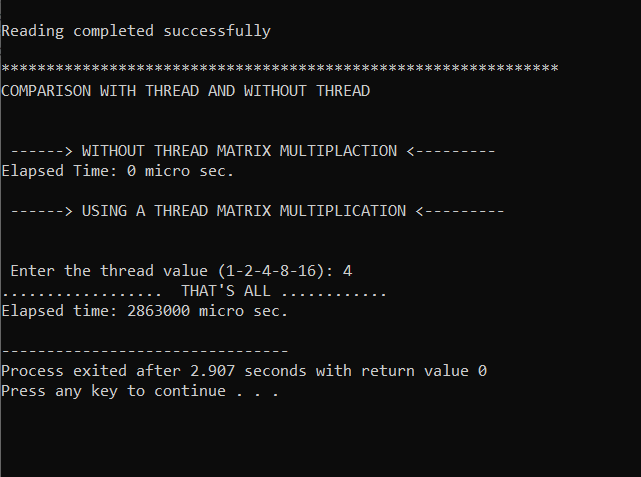 Reading completed successfully
**************************************************************
COMPARISON WITH THREAD AND WITHOUT THREAD
------> WITHOUT THREAD MATRIX MULTIPLACTION <---------
Elapsed Time: 0 micro sec.
------> USING A THREAD MATRIX MULTIPLICATION <---------
Enter the thread value (1-2-4-8-16): 4
..................  THAT'S ALL ............
Elapsed time: 2863000 micro sec.
--------------------------------
Process exited after 2.907 seconds with return value 0
Press any key to continue . . .